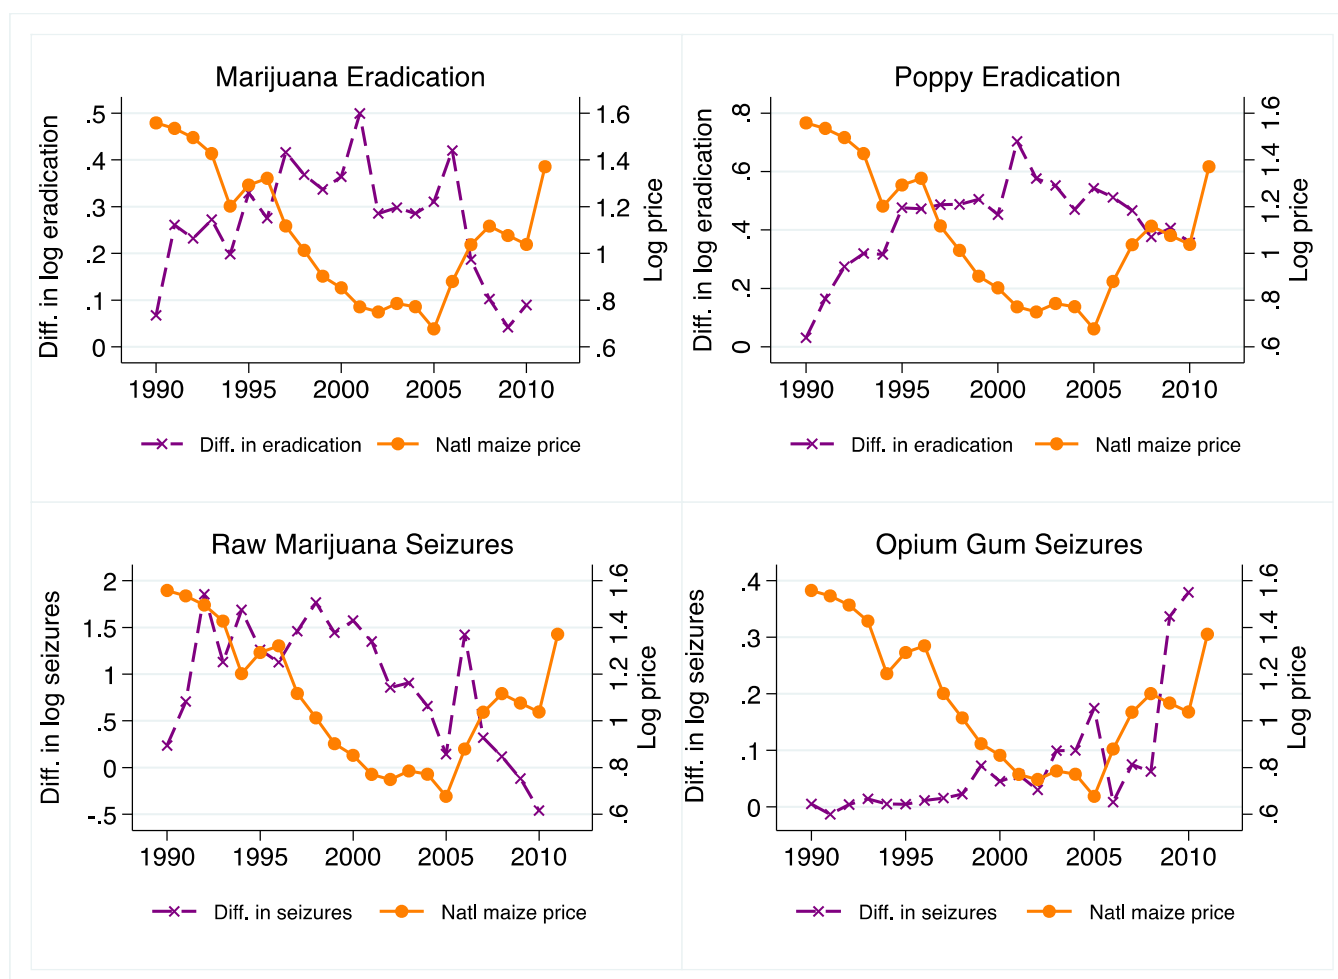 Marijuana Eradication
Diff. in log eradication
.5
.4
.3
.2
.1
0
1.6
1.4
1.2
1
.8
.6
Log price
1990 1995 2000 2005 2010
Diff. in eradication Natl maize price
Poppy Eradication
Diff. in log eradication
.8
.6
.4
.2
0
1.6
1.4
1.2
1
.8
.6
Log price
1990 1995 2000 2005 2010
Diff. in eradication Natl maize price
Raw Marijuana Seizures
Diff. in log seizures
2
1.5
1
.5
0
-.5
1.6
1.4
1.2
1
.8
.6
Log price
1990 1995 2000 2005 2010
Diff. in seizures Natl maize price
Opium Gum Seizures
Diff. in log seizures
.4
.3
.2
.1
0
1.6
1.4
1.2
1
.8
.6
Log price
1990 1995 2000 2005 2010
Diff. in seizures Natl maize price